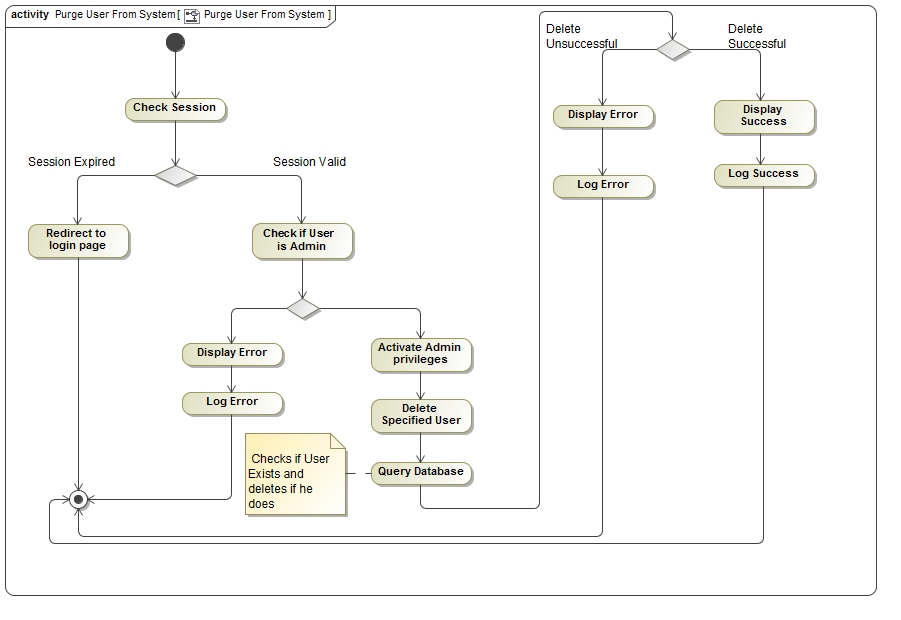 activity Purge User From System [ Purge User From System ]
Delete
Unsuccessful
Delete
Successful
Check Session
Display Error
Display
Success
Session Expired
Session Valid
Log Error
Log Success
Redirect to
login page
Check if User
is Admin
Display Error
Activate Admin
privileges
Log Error
Delete
Specified User
Checks if User
Exists and
deletes if he
does
Query Database